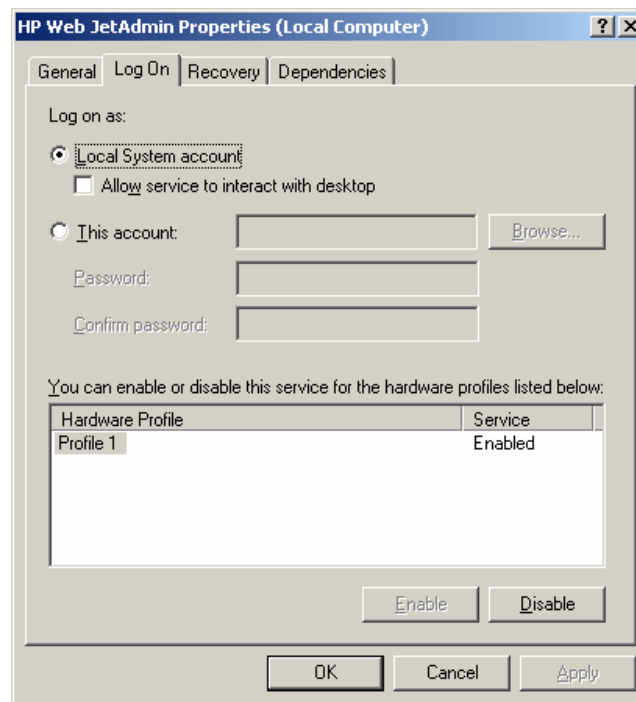 HP Web JetAdmin Properties (Local Computer)
General Log On Recovery Dependencies
Log on as:
Local System account
Allow service to interact with desktop
This account: Browse...
Password:
Confirm password:
You can enable or disable this service for the hardware profiles listed below:
Hardware Profile Service
Profile 1 Enabled
Enable Disable
OK Cancel Apply